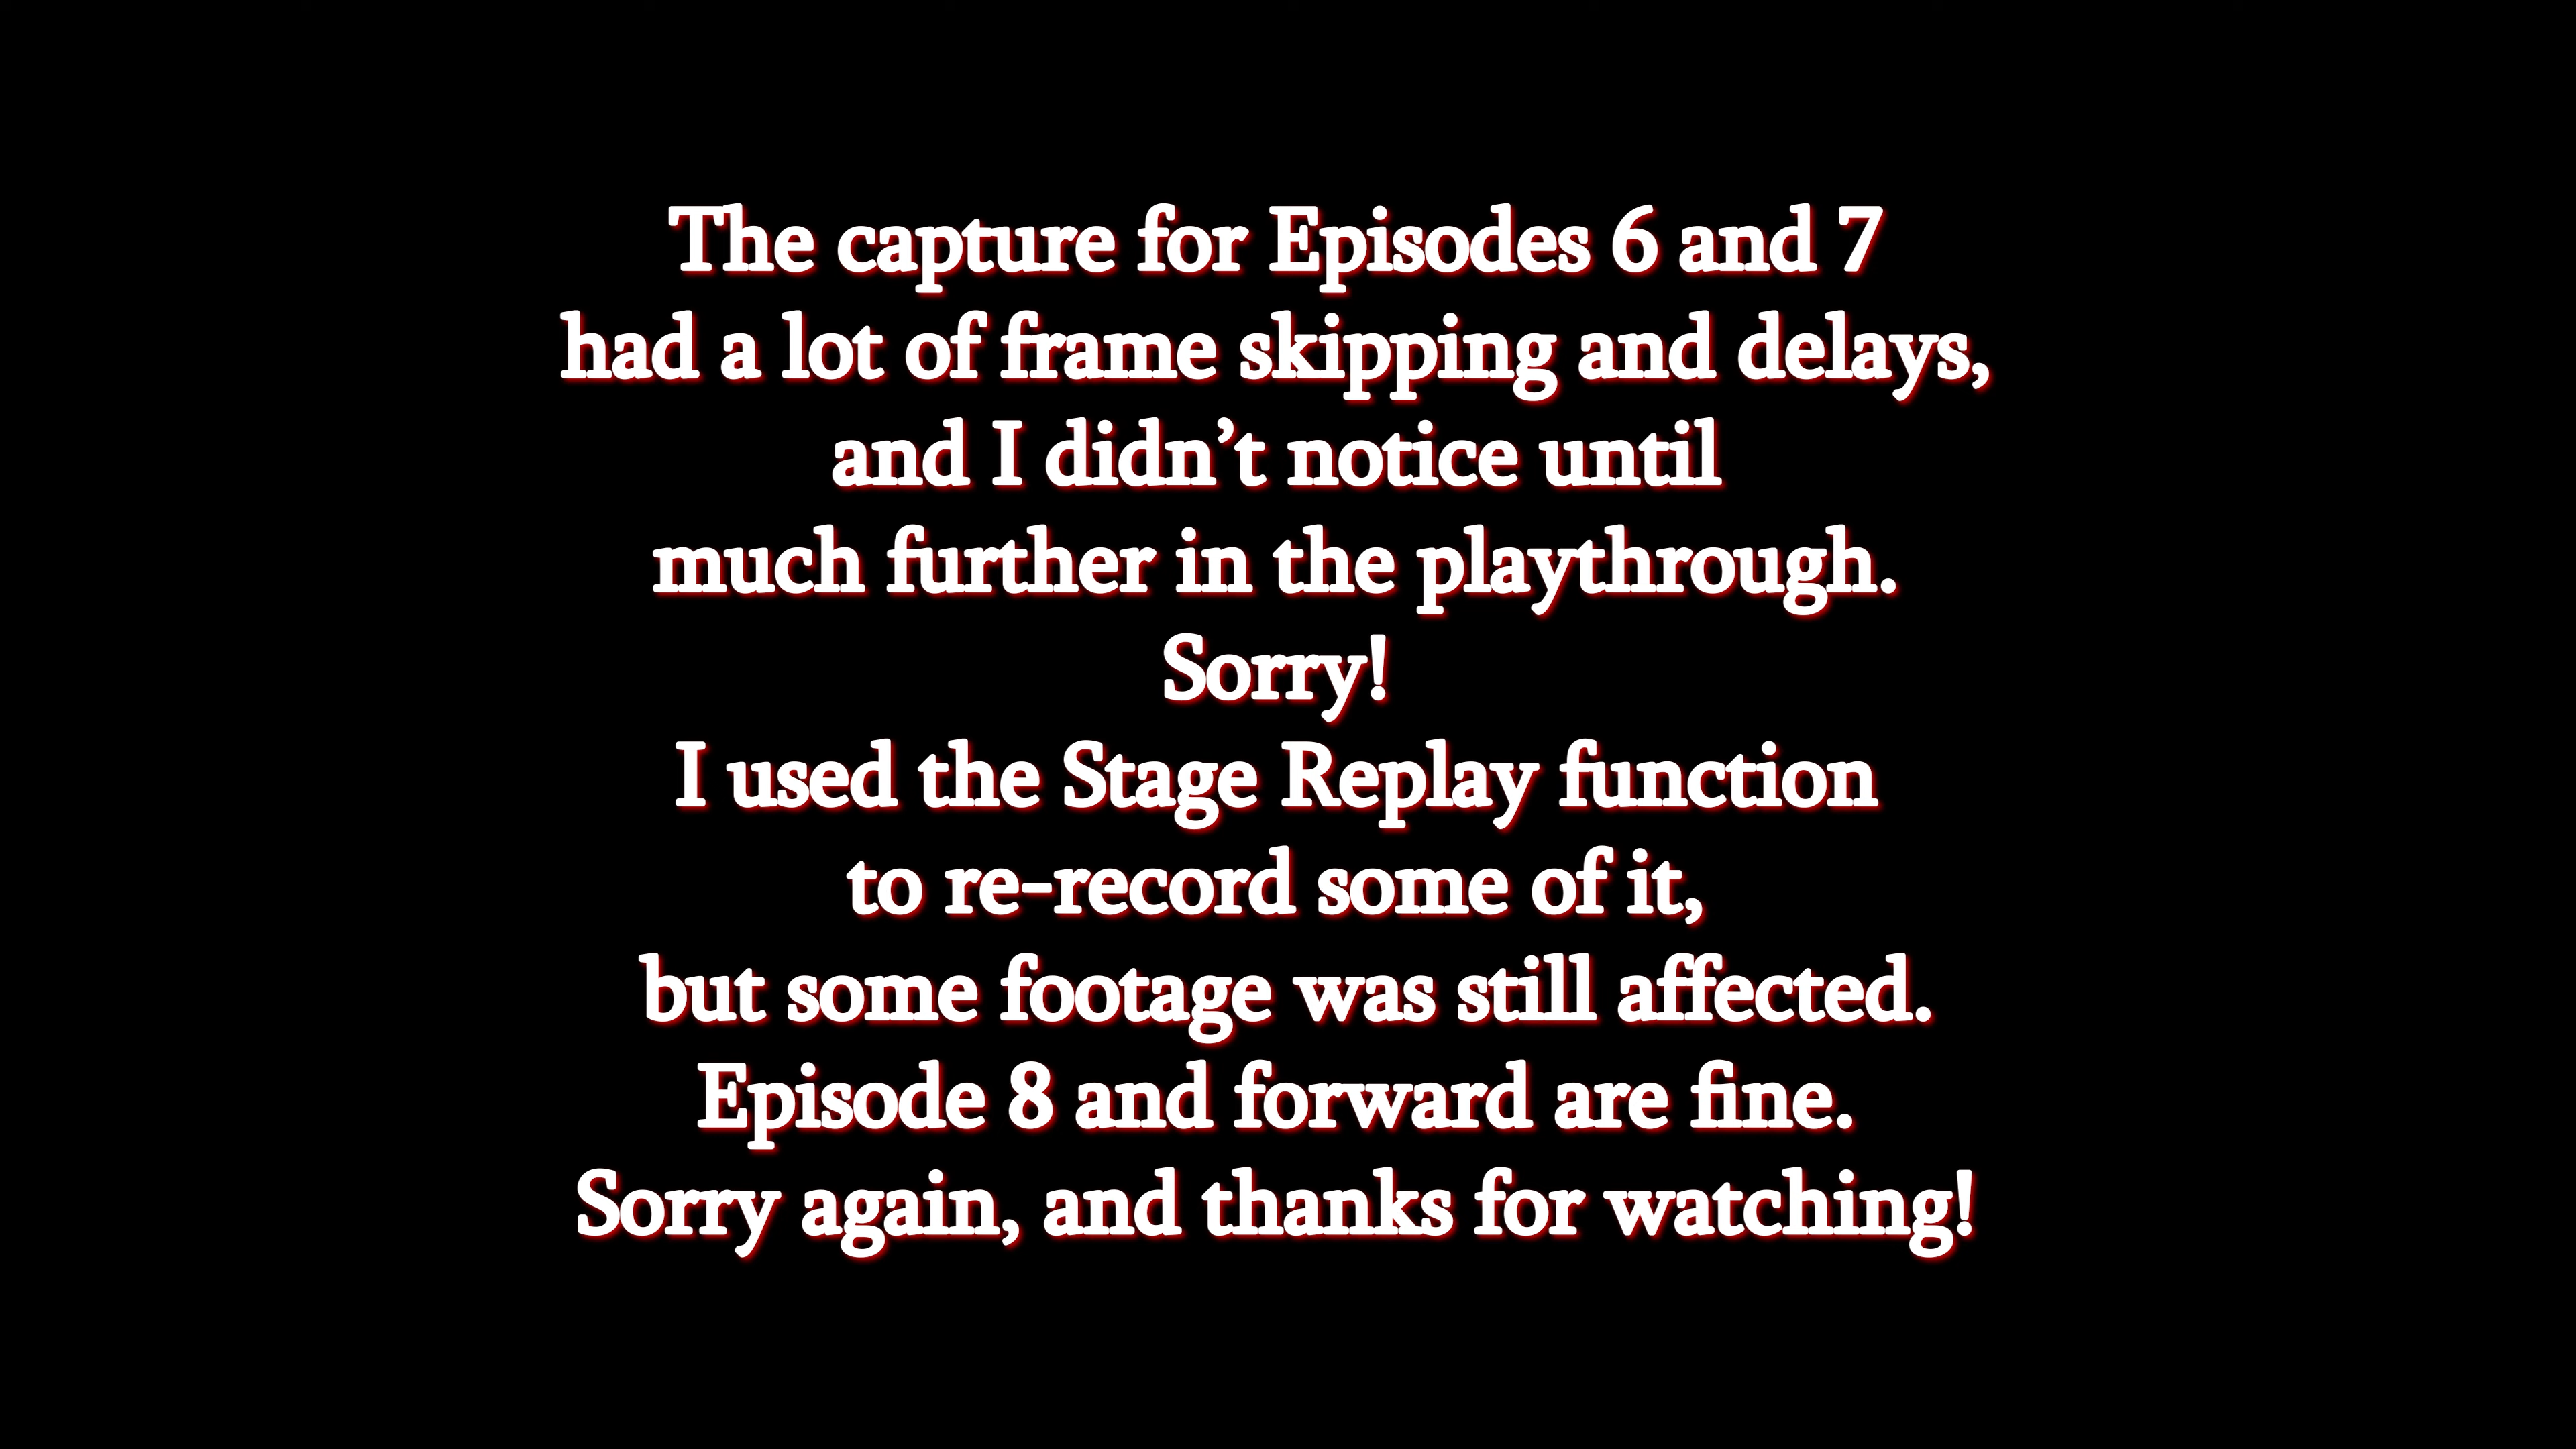 The capture for Episodes 6 and 7
had a lot of frame skipping and delays,
and I didn’t notice until
much further in the playthrough.
Sorry!
I used the Stage Replay function
to re-record some of it,
but some footage was still affected.
Episode 8 and forward are fine.
Sorry again, and thanks for watching!